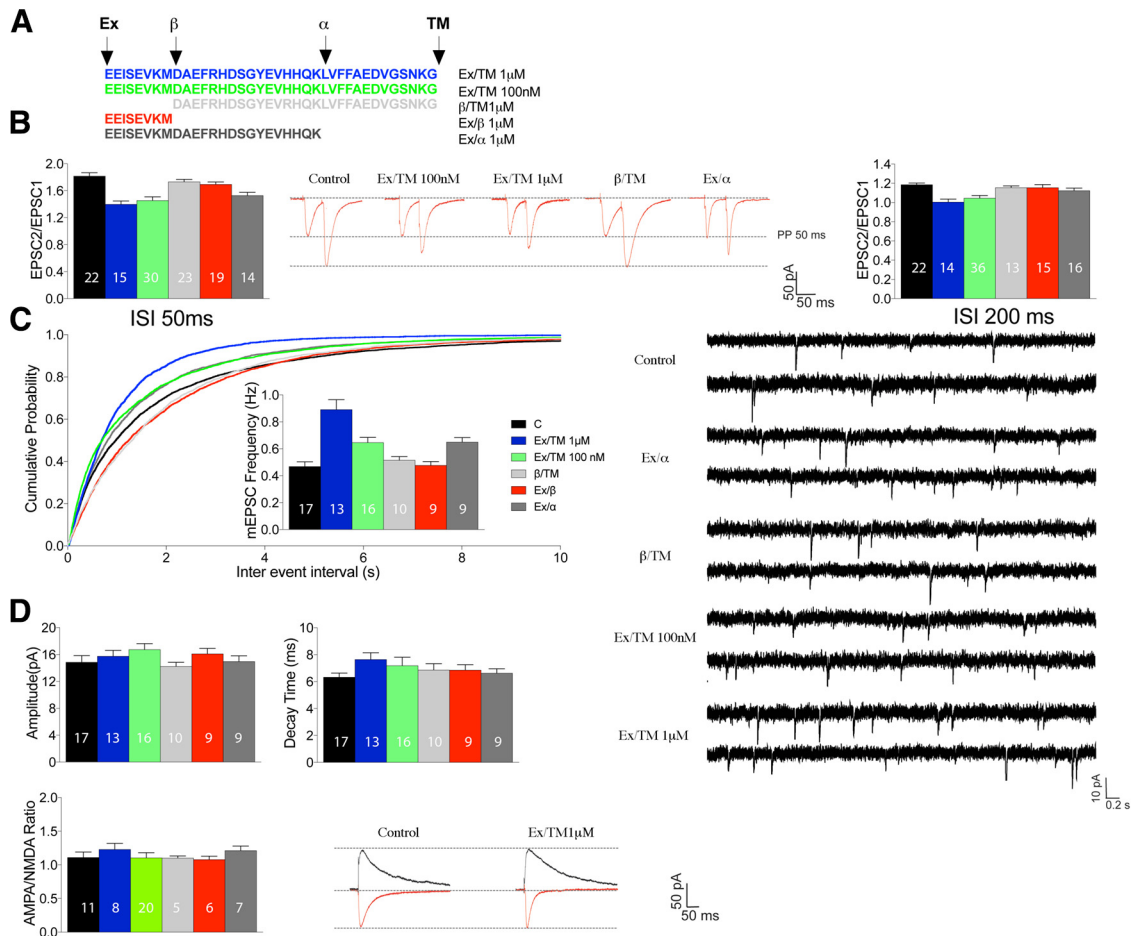 A
Ex β α TM
EEISEVKMDAEFRHDSGYEVHHQKLVFFAEDVGSNKG Ex/TM 1µM
EEISEVKMDAEFRHDSGYEVHHQKLVFFAEDVGSNKG Ex/TM 100nM
DAEFRHDSGYEVHHQKLVFFAEDVGSNKG β/TM1µM
EEISEVKM Ex/β 1µM
EEISEVKMDAEFRHDSGYEVHHQK Ex/α 1µM
B
EPSC2/EPSC1
2.0
1.6
1.2
0.8
0.4
0.0
22 15 30 23 19 14
ISI 50ms
Control Ex/TM 100nM Ex/TM 1µM β/TM Ex/α
PP 50 ms
50 pA
50 ms
EPSC2/EPSC1
1.4
1.2
1.0
0.8
0.6
0.4
0.2
0.0
22 14 36 13 15 16
ISI 200 ms
C
Cumulative Probability
1.0
0.8
0.6
0.4
0.2
0.0
0 2 4 6 8 10
Inter event interval (s)
mEPSC Frequency (Hz)
1.0
0.8
0.6
0.4
0.2
0.0
17 13 16 10 9 9
C
Ex/TM 1µM
Ex/TM 100 nM
β/TM
Ex/β
Ex/α
Control
Ex/α
β/TM
Ex/TM 100nM
Ex/TM 1µM
10 pA
0.2 s
D
Amplitude(pA)
20
16
12
8
4
0
17 13 16 10 9 9
Decay Time (ms)
10
8
6
4
2
0
17 13 16 10 9 9
AMPA/NMDA Ratio
2.0
1.5
1.0
0.5
0.0
11 8 20 5 6 7
Control Ex/TM1µM
50 pA
50 ms